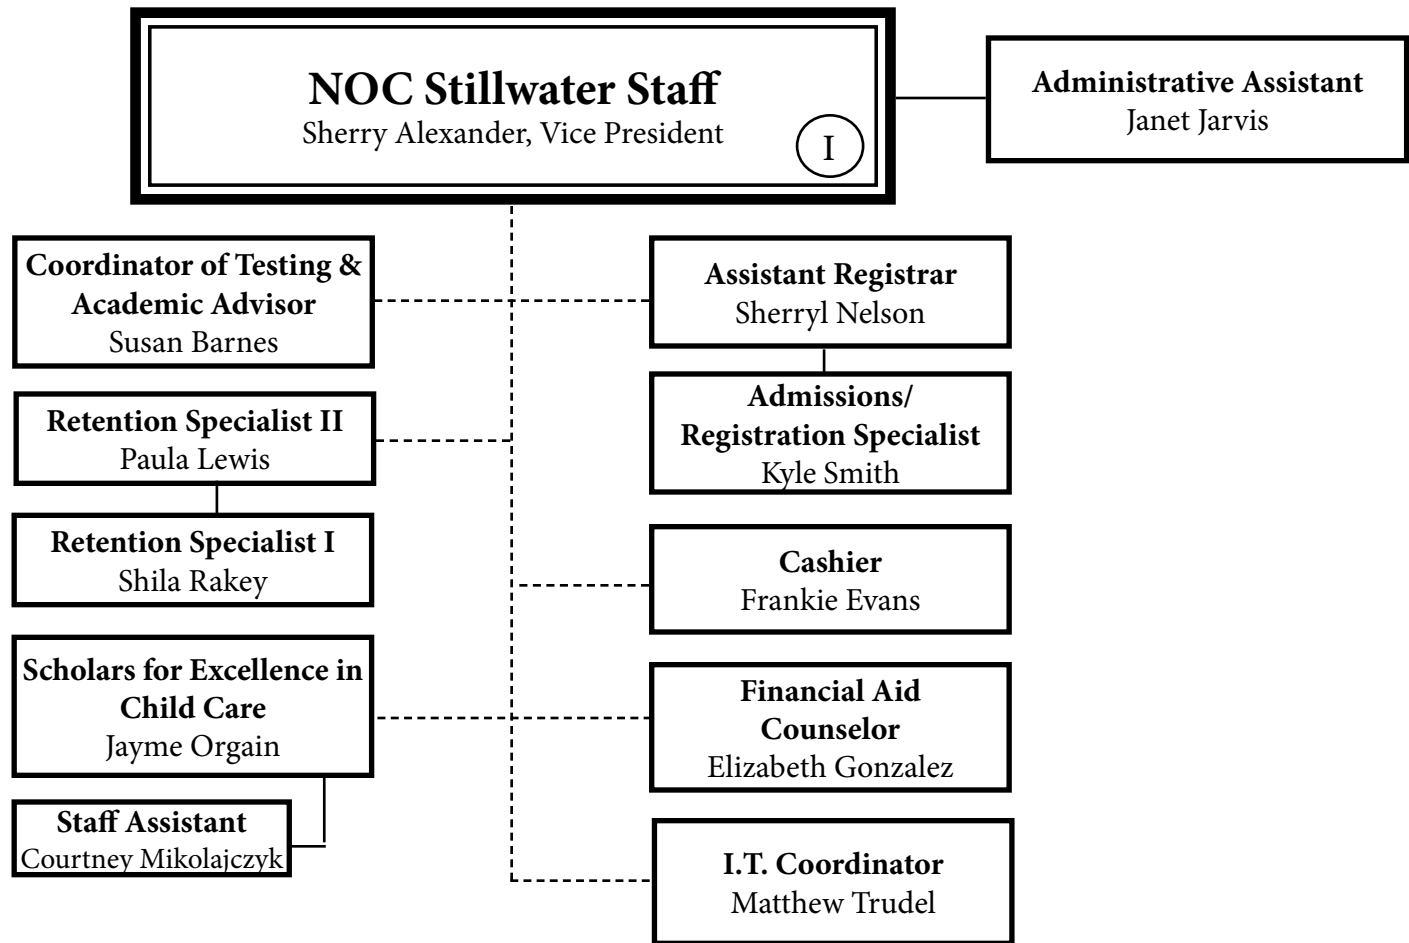 NOC Stillwater Staff
Sherry Alexander, Vice President
I
Administrative Assistant
Janet Jarvis
Coordinator of Testing &
Academic Advisor
Susan Barnes
Assistant Registrar
Sherryl Nelson
Retention Specialist II
Paula Lewis
Admissions/
Registration Specialist
Kyle Smith
Retention Specialist I
Shila Rakey
Cashier
Frankie Evans
Scholars for Excellence in
Child Care
Jayme Orgain
Financial Aid
Counselor
Elizabeth Gonzalez
Staff Assistant
Courtney Mikolajczyk
I.T. Coordinator
Matthew Trudel